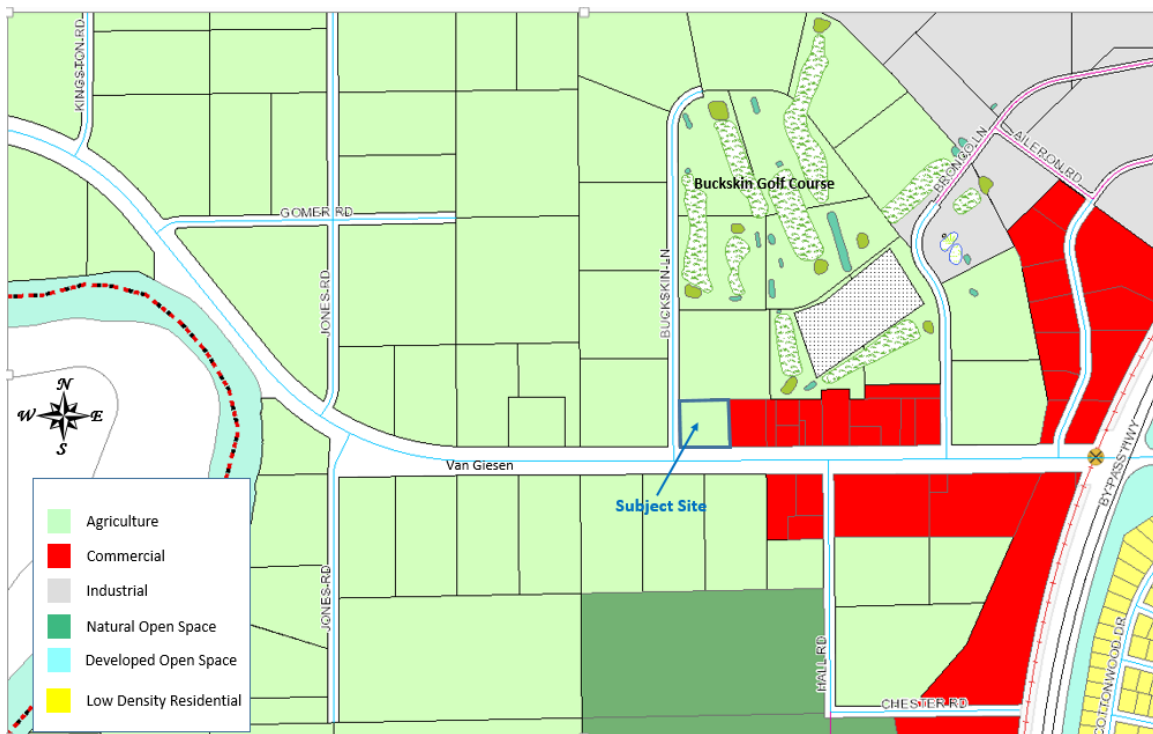 KINGSTON RD
GOMER RD
JONES RD
BUCKSKIN LN
Buckskin Golf Course
BRONCO LN
AILERON RD
N
W E
S
Van Giesen
Subject Site
BY PASS HWY
JONES RD
HALL RD
CHESTER RD
COTTONWOOD DR
Agriculture
Commercial
Industrial
Natural Open Space
Developed Open Space
Low Density Residential